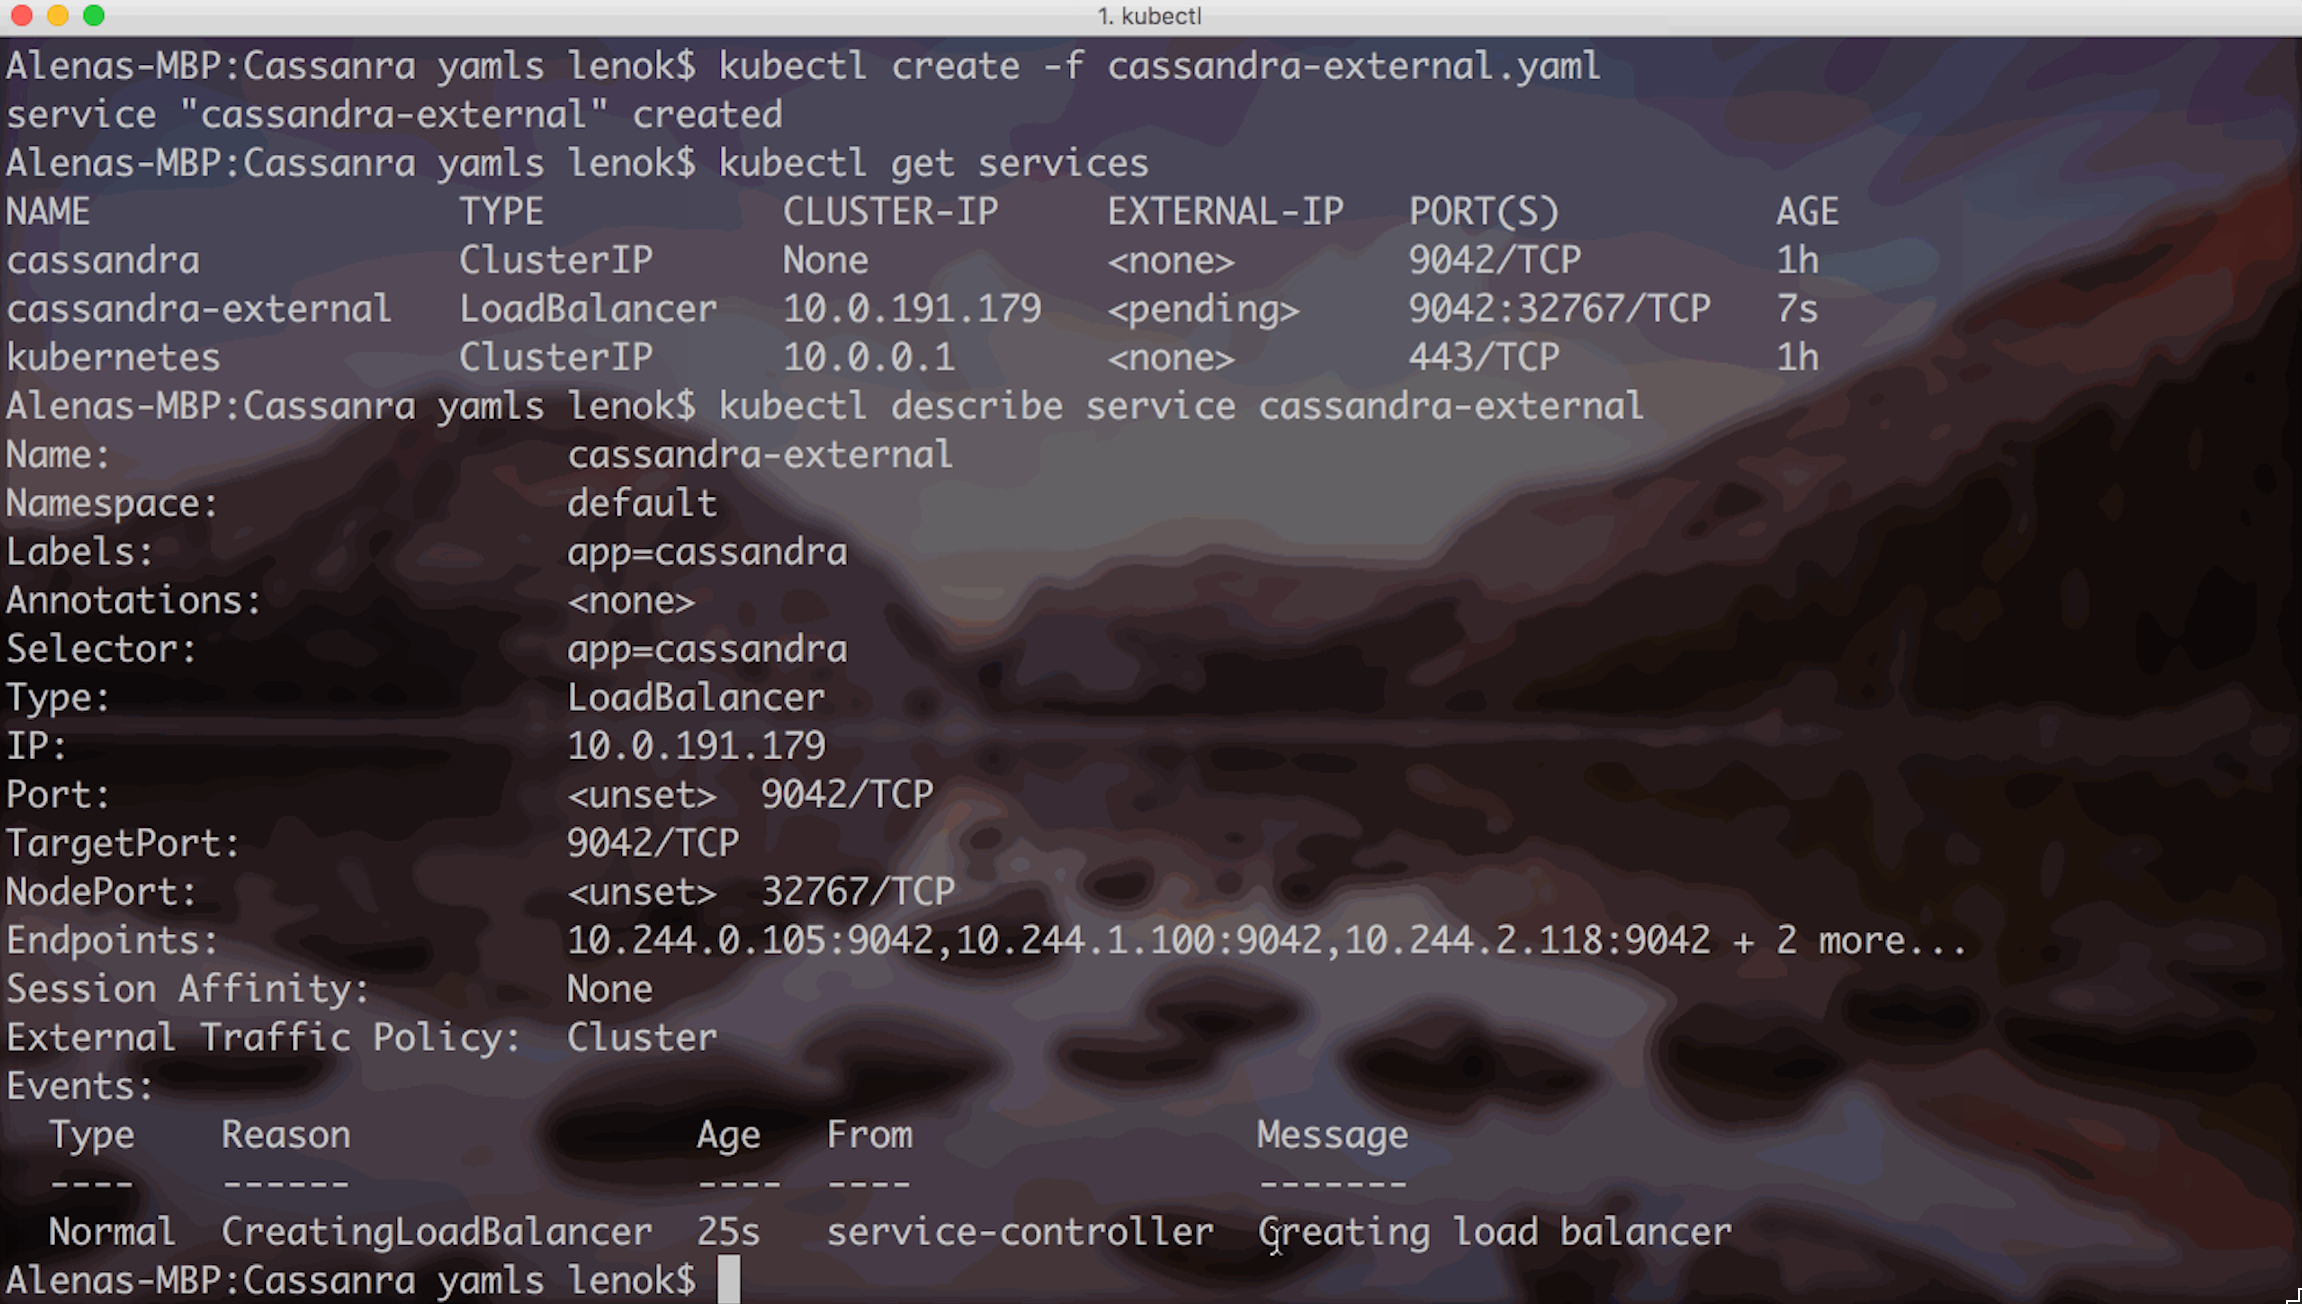 1. kubectl
Alenas-MBP:Cassanra yamls lenok$ kubectl create -f cassandra-external.yaml
service "cassandra-external" created
Alenas-MBP:Cassanra yamls lenok$ kubectl get services
NAME TYPE CLUSTER-IP EXTERNAL-IP PORT(S) AGE
cassandra ClusterIP None <none> 9042/TCP 1h
cassandra-external LoadBalancer 10.0.191.179 <pending> 9042:32767/TCP 7s
kubernetes ClusterIP 10.0.0.1 <none> 443/TCP 1h
Alenas-MBP:Cassanra yamls lenok$ kubectl describe service cassandra-external
Name: cassandra-external
Namespace: default
Labels: app=cassandra
Annotations: <none>
Selector: app=cassandra
Type: LoadBalancer
IP: 10.0.191.179
Port: <unset> 9042/TCP
TargetPort: 9042/TCP
NodePort: <unset> 32767/TCP
Endpoints: 10.244.0.105:9042,10.244.1.100:9042,10.244.2.118:9042 + 2 more...
Session Affinity: None
External Traffic Policy: Cluster
Events:
Type Reason Age From Message
---- ------ ---- ---- -------
Normal CreatingLoadBalancer 25s service-controller Creating load balancer
Alenas-MBP:Cassanra yamls lenok$